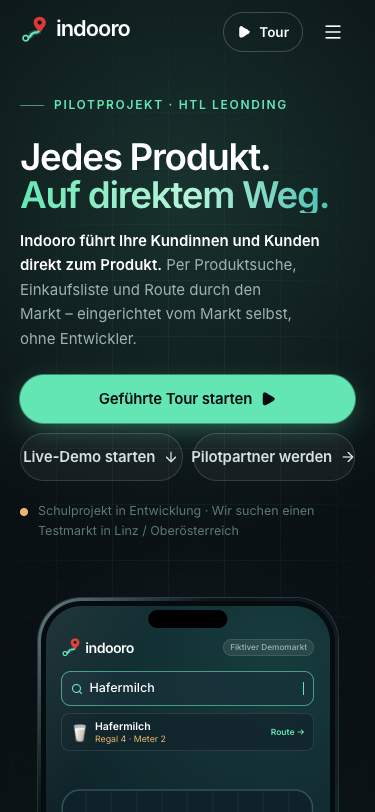 indooro
Tour
PILOTPROJEKT · HTL LEONDING
Jedes Produkt.
Auf direktem Weg.
Indooro führt Ihre Kundinnen und Kunden
direkt zum Produkt. Per Produktsuche,
Einkaufsliste und Route durch den
Markt – eingerichtet vom Markt selbst,
ohne Entwickler.
Geführte Tour starten
Live-Demo starten ↓
Pilotpartner werden →
Schulprojekt in Entwicklung · Wir suchen einen
Testmarkt in Linz / Oberösterreich
indooro
Fiktiver Demomarkt
Hafermilch
Hafermilch
Regal 4 · Meter 2
Route →